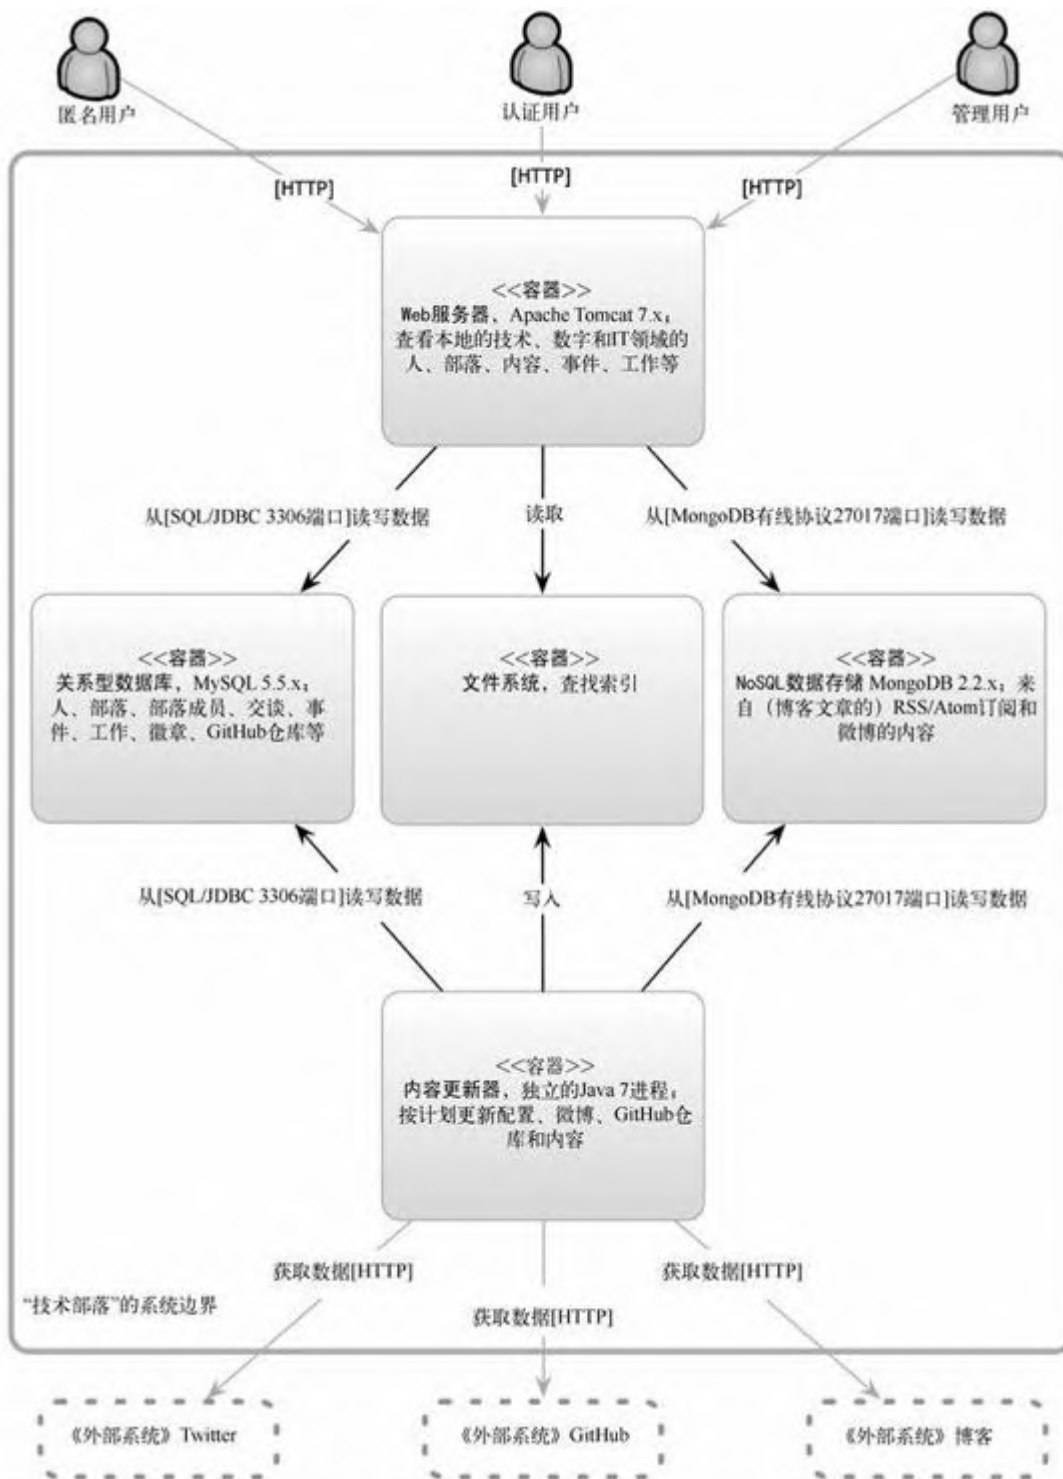 匿名用户
认证用户
管理用户
[HTTP]
[HTTP]
[HTTP]
<<容器>>
Web服务器，Apache Tomcat 7.x；
查看本地的技术、数字和IT领域的
人、部落、内容、事件、工作等
从[SQL/JDBC 3306端口]读写数据
读取
从[MongoDB有线协议27017端口]读写数据
<<容器>>
关系型数据库，MySQL 5.5.x；
人、部落、部落成员、交谈、事
件、工作、徽章、GitHub仓库等
<<容器>>
文件系统，查找索引
<<容器>>
NoSQL数据存储 MongoDB 2.2.x；来
自（博客文章的）RSS/Atom订阅和
微博的内容
从[SQL/JDBC 3306端口]读写数据
写入
从[MongoDB有线协议27017端口]读写数据
<<容器>>
内容更新器，独立的Java 7进程；
按计划更新配置、微博、GitHub仓
库和内容
获取数据[HTTP]
获取数据[HTTP]
获取数据[HTTP]
“技术部落”的系统边界
《外部系统》Twitter
《外部系统》GitHub
《外部系统》博客